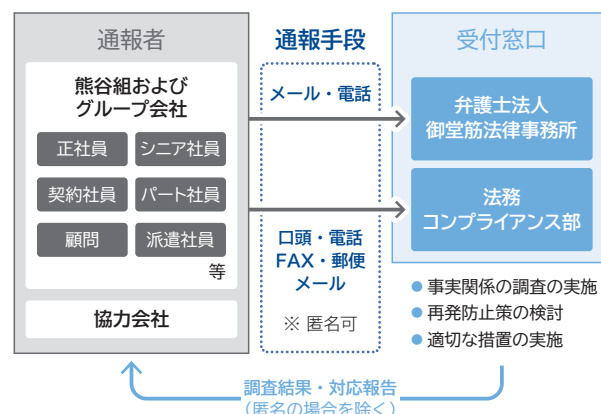 通報者
熊谷組および
グループ会社
正社員
シニア社員
契約社員
パート社員
顧問
派遣社員
等
協力会社
通報手段
メール・電話
口頭・電話
FAX・郵便
メール
※ 匿名可
受付窓口
弁護士法人
御堂筋法律事務所
法務
コンプライアンス部
● 事実関係の調査の実施
● 再発防止策の検討
● 適切な措置の実施
調査結果・対応報告
(匿名の場合を除く)